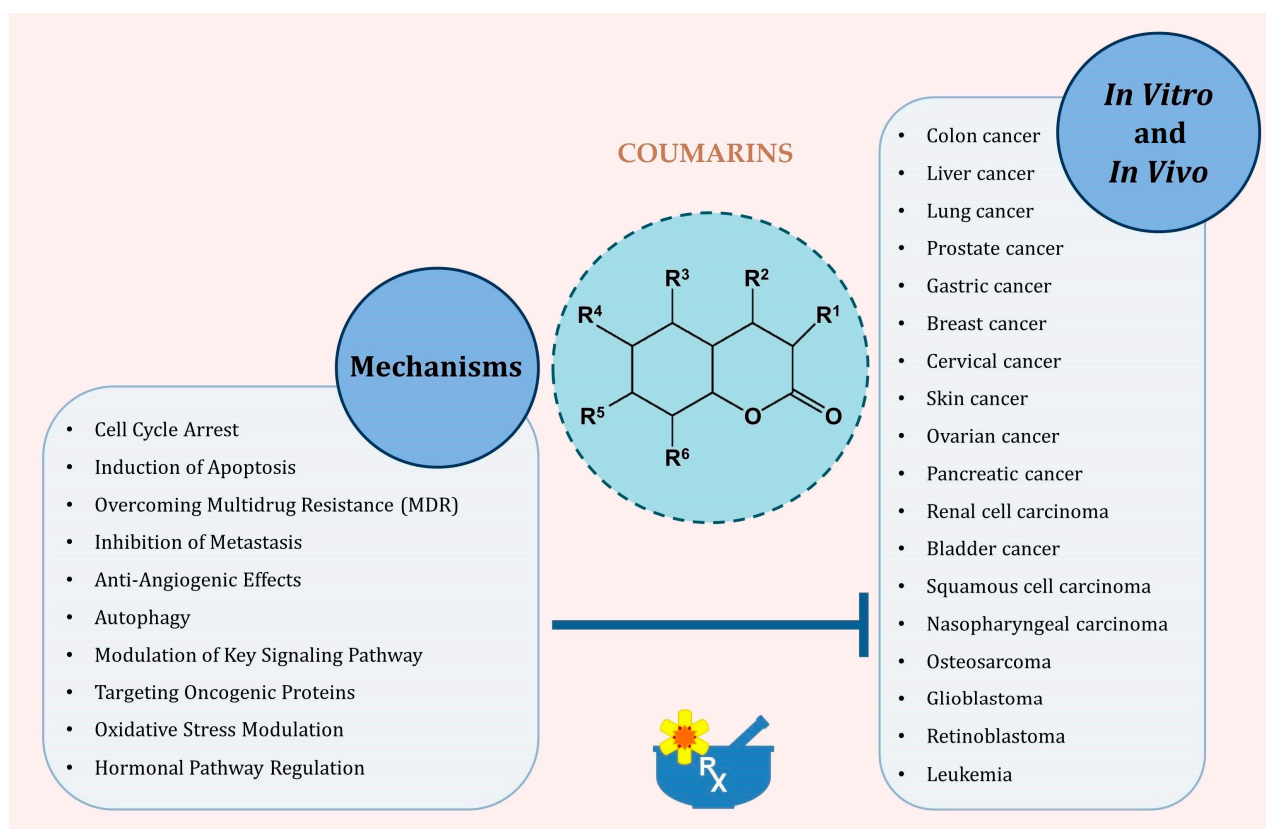 COUMARINS
Mechanisms
• Cell Cycle Arrest
• Induction of Apoptosis
• Overcoming Multidrug Resistance (MDR)
• Inhibition of Metastasis
• Anti-Angiogenic Effects
• Autophagy
• Modulation of Key Signaling Pathway
• Targeting Oncogenic Proteins
• Oxidative Stress Modulation
• Hormonal Pathway Regulation
R³
R²
R⁴
R¹
R⁵
O
O
R⁶
R
X
In Vitro
and
In Vivo
• Colon cancer
• Liver cancer
• Lung cancer
• Prostate cancer
• Gastric cancer
• Breast cancer
• Cervical cancer
• Skin cancer
• Ovarian cancer
• Pancreatic cancer
• Renal cell carcinoma
• Bladder cancer
• Squamous cell carcinoma
• Nasopharyngeal carcinoma
• Osteosarcoma
• Glioblastoma
• Retinoblastoma
• Leukemia